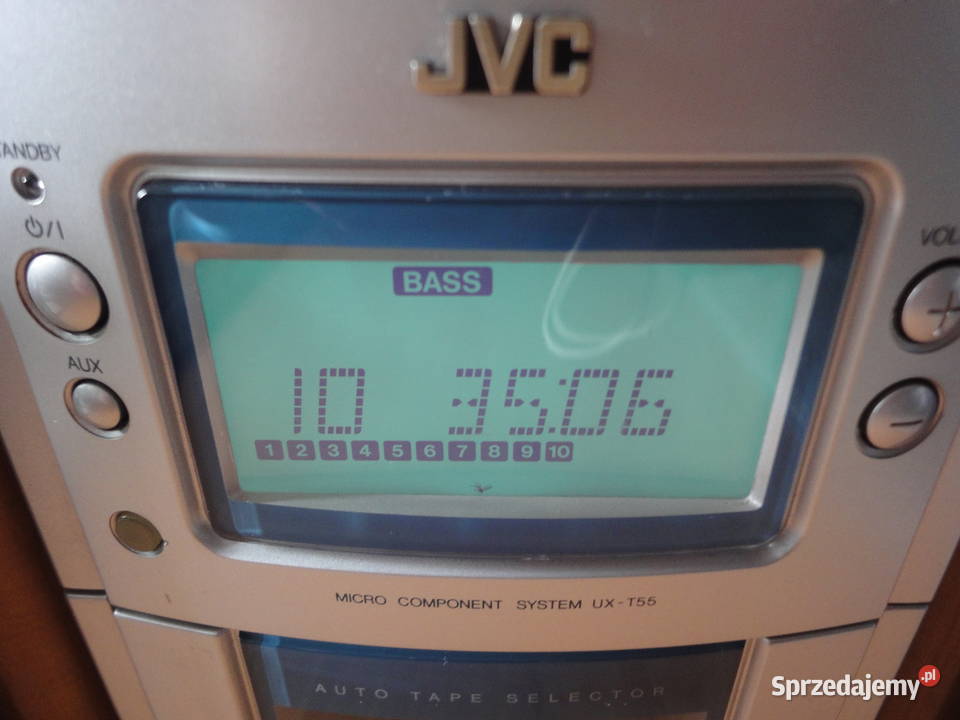 JVC
STANDBY
⏻/I
VOL
BASS
AUX
+
10 35:06
1 2 3 4 5 6 7 8 9 10
−
MICRO COMPONENT SYSTEM UX-T55
AUTO TAPE SELECTOR
Sprzedajemy.pl